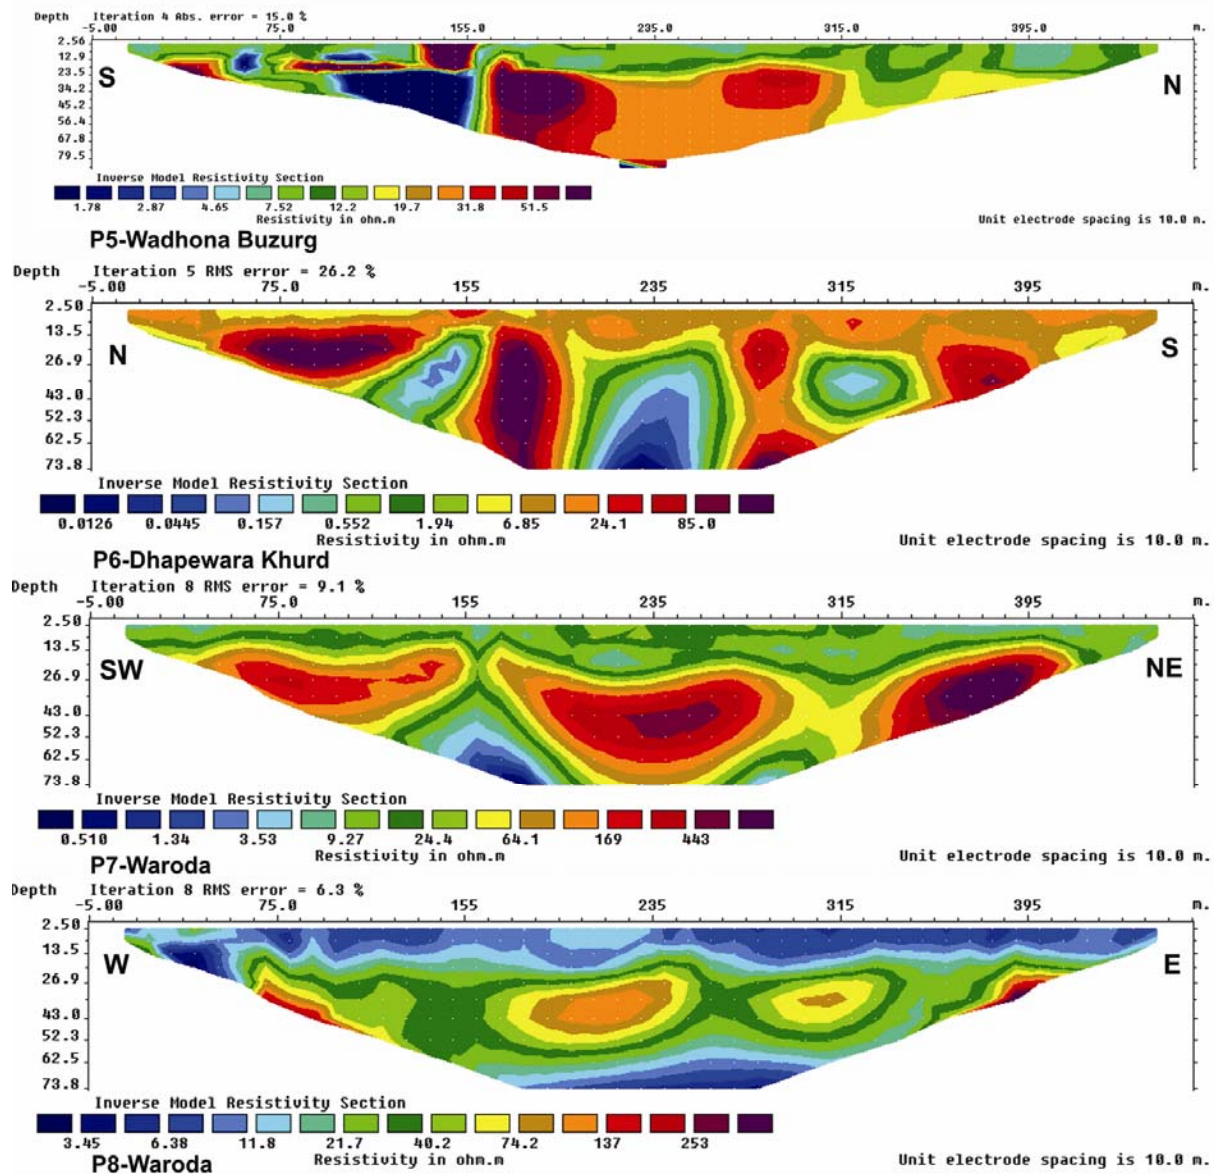 Depth Iteration 4 Abs. error = 15.0 %
-5.00 75.0 155.0 235.0 315.0 395.0 m.
2.56
12.9
23.5
34.2
45.2
56.4
67.8
79.5
S N
Inverse Model Resistivity Section
1.78 2.87 4.65 7.52 12.2 19.7 31.8 51.5
Resistivity in ohm.m Unit electrode spacing is 10.0 m.
P5-Wadhona Buzurg
Depth Iteration 5 RMS error = 26.2 %
-5.00 75.0 155 235 315 395 m.
2.50
13.5
26.9
43.0
52.3
62.5
73.8
N S
Inverse Model Resistivity Section
0.0126 0.0445 0.157 0.552 1.94 6.85 24.1 85.0
Resistivity in ohm.m Unit electrode spacing is 10.0 m.
P6-Dhapewara Khurd
Depth Iteration 8 RMS error = 9.1 %
-5.00 75.0 155 235 315 395 m.
2.50
13.5
26.9
43.0
52.3
62.5
73.8
SW NE
Inverse Model Resistivity Section
0.510 1.34 3.53 9.27 24.4 64.1 169 443
Resistivity in ohm.m Unit electrode spacing is 10.0 m.
P7-Waroda
Depth Iteration 8 RMS error = 6.3 %
-5.00 75.0 155 235 315 395 m.
2.50
13.5
26.9
43.0
52.3
62.5
73.8
W E
Inverse Model Resistivity Section
3.45 6.38 11.8 21.7 40.2 74.2 137 253
Resistivity in ohm.m Unit electrode spacing is 10.0 m.
P8-Waroda